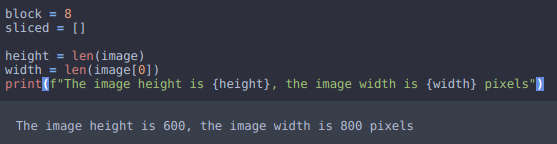 block = 8
sliced = []
height = len(image)
width = len(image[0])
print(f"The image height is {height}, the image width is {width} pixels")
The image height is 600, the image width is 800 pixels